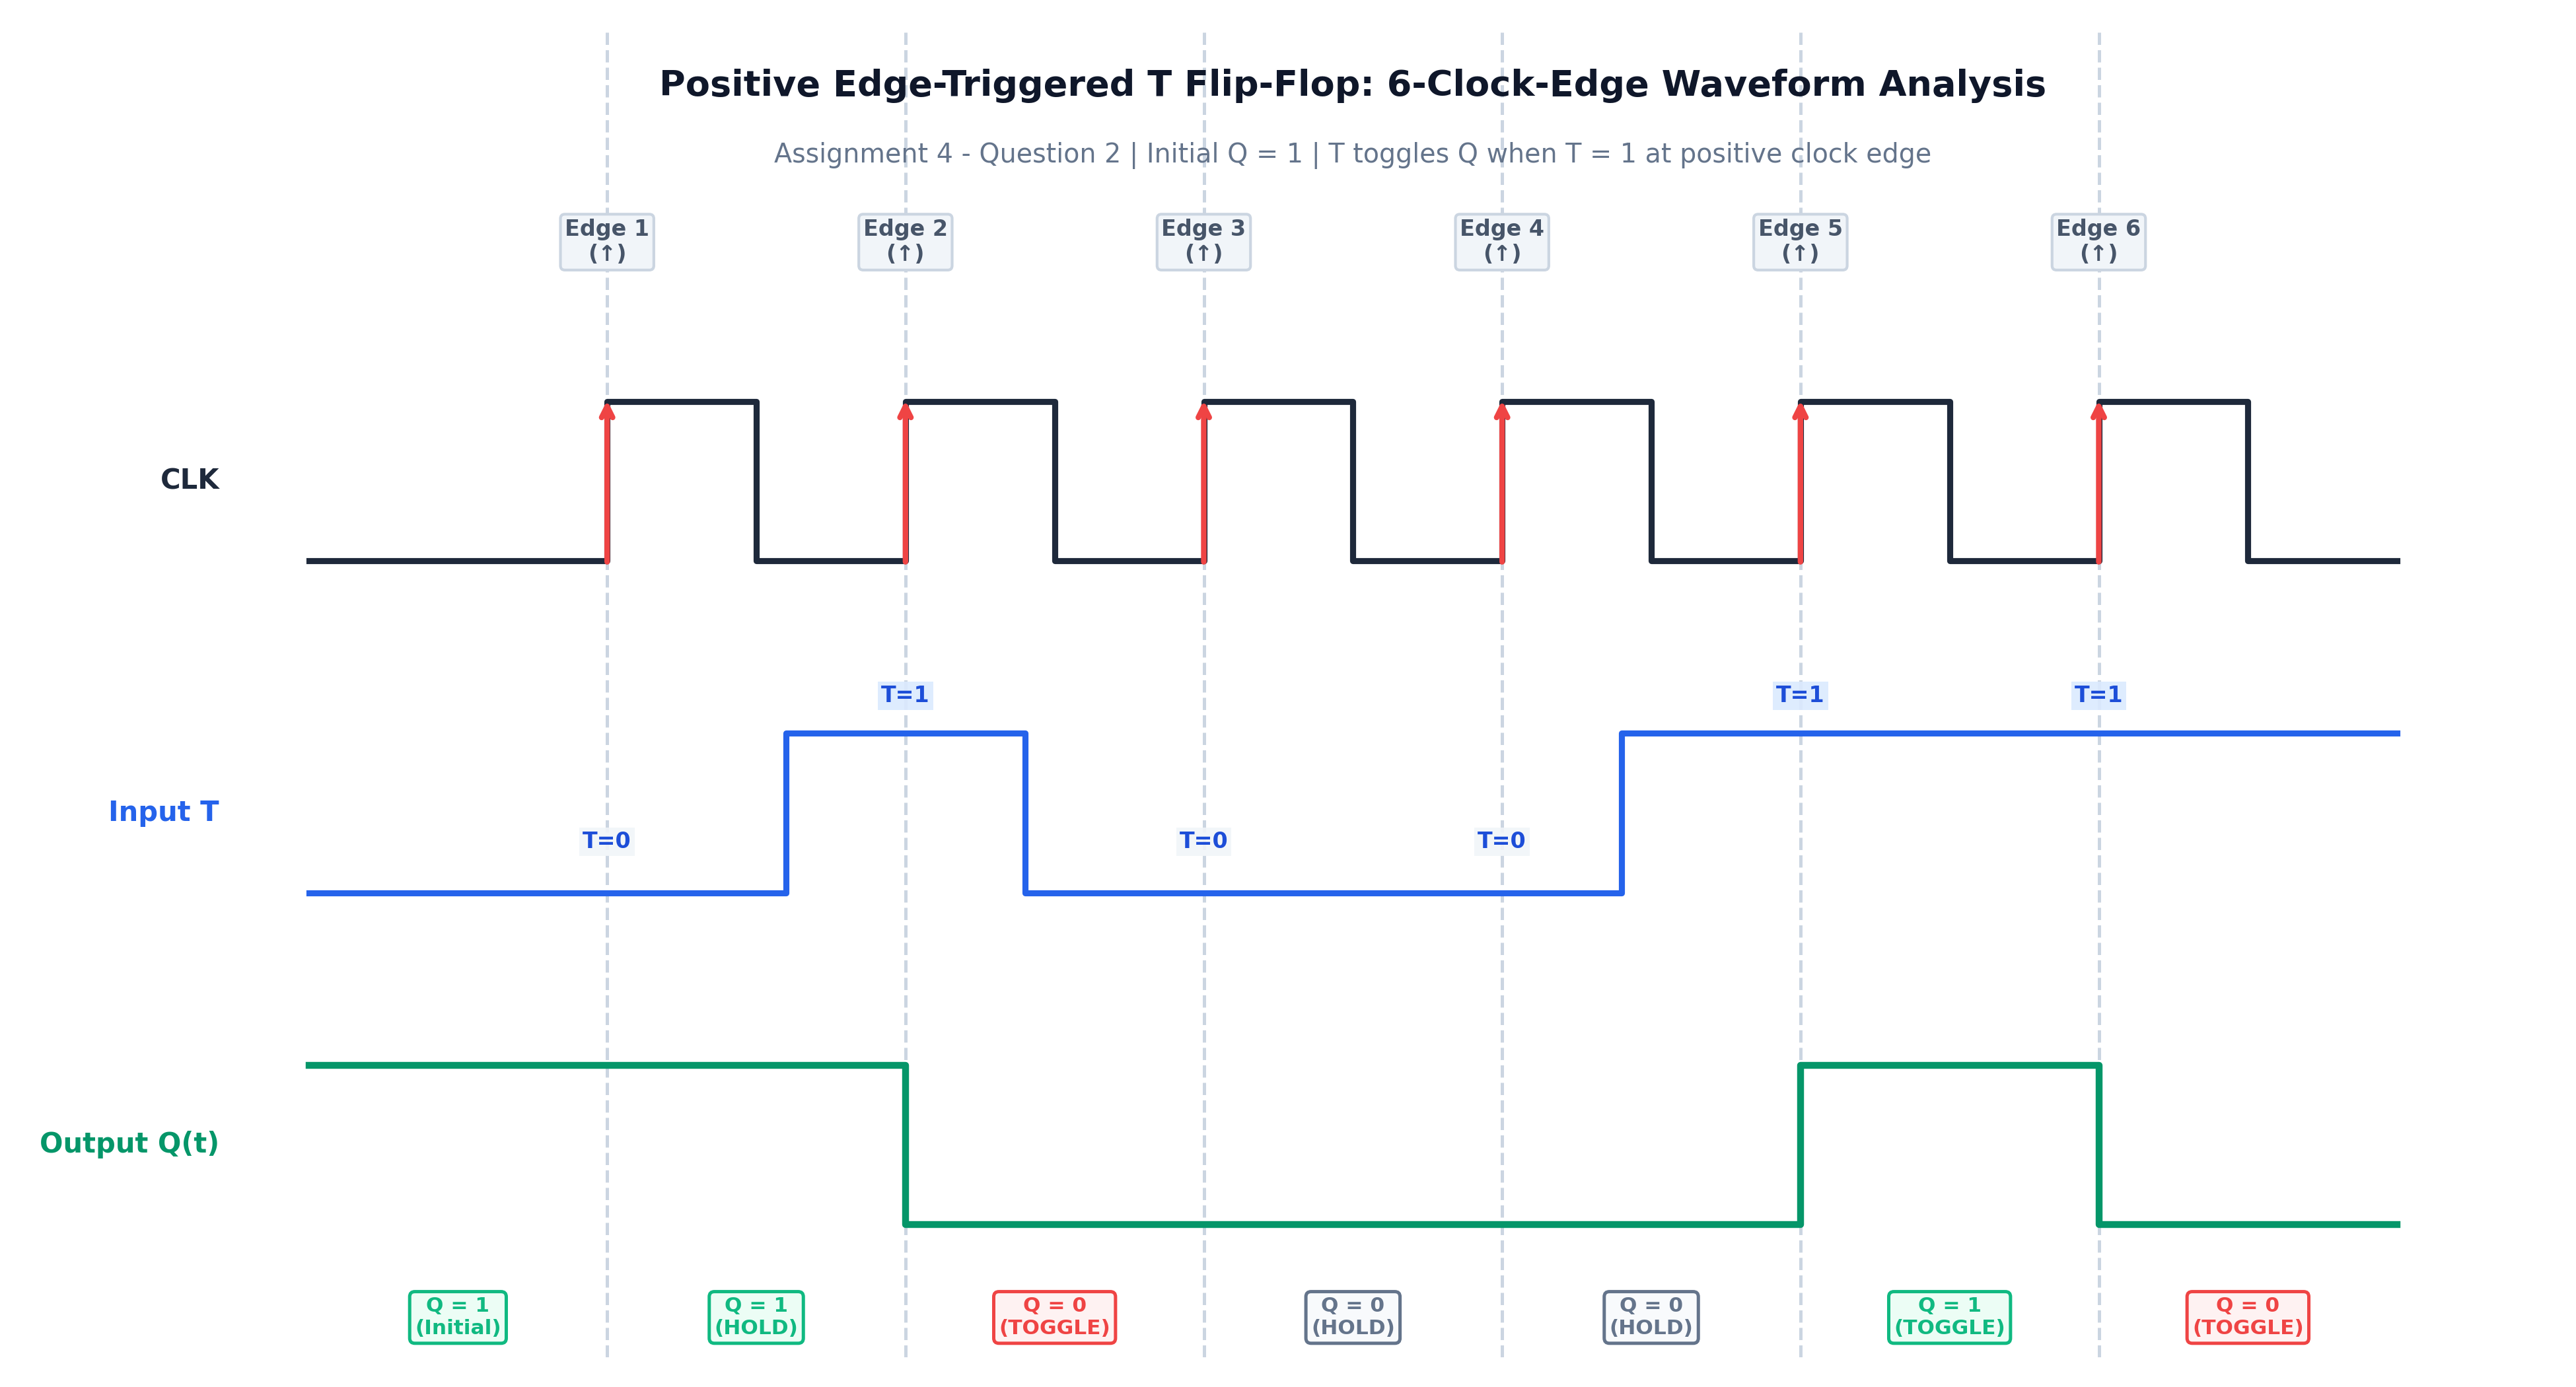 Positive Edge-Triggered T Flip-Flop: 6-Clock-Edge Waveform Analysis
Assignment 4 - Question 2 | Initial Q = 1 | T toggles Q when T = 1 at positive clock edge
Edge 1
(↑)
Edge 2
(↑)
Edge 3
(↑)
Edge 4
(↑)
Edge 5
(↑)
Edge 6
(↑)
CLK
T=1
T=1
T=1
Input T
T=0
T=0
T=0
Output Q(t)
Q = 1
(Initial)
Q = 1
(HOLD)
Q = 0
(TOGGLE)
Q = 0
(HOLD)
Q = 0
(HOLD)
Q = 1
(TOGGLE)
Q = 0
(TOGGLE)